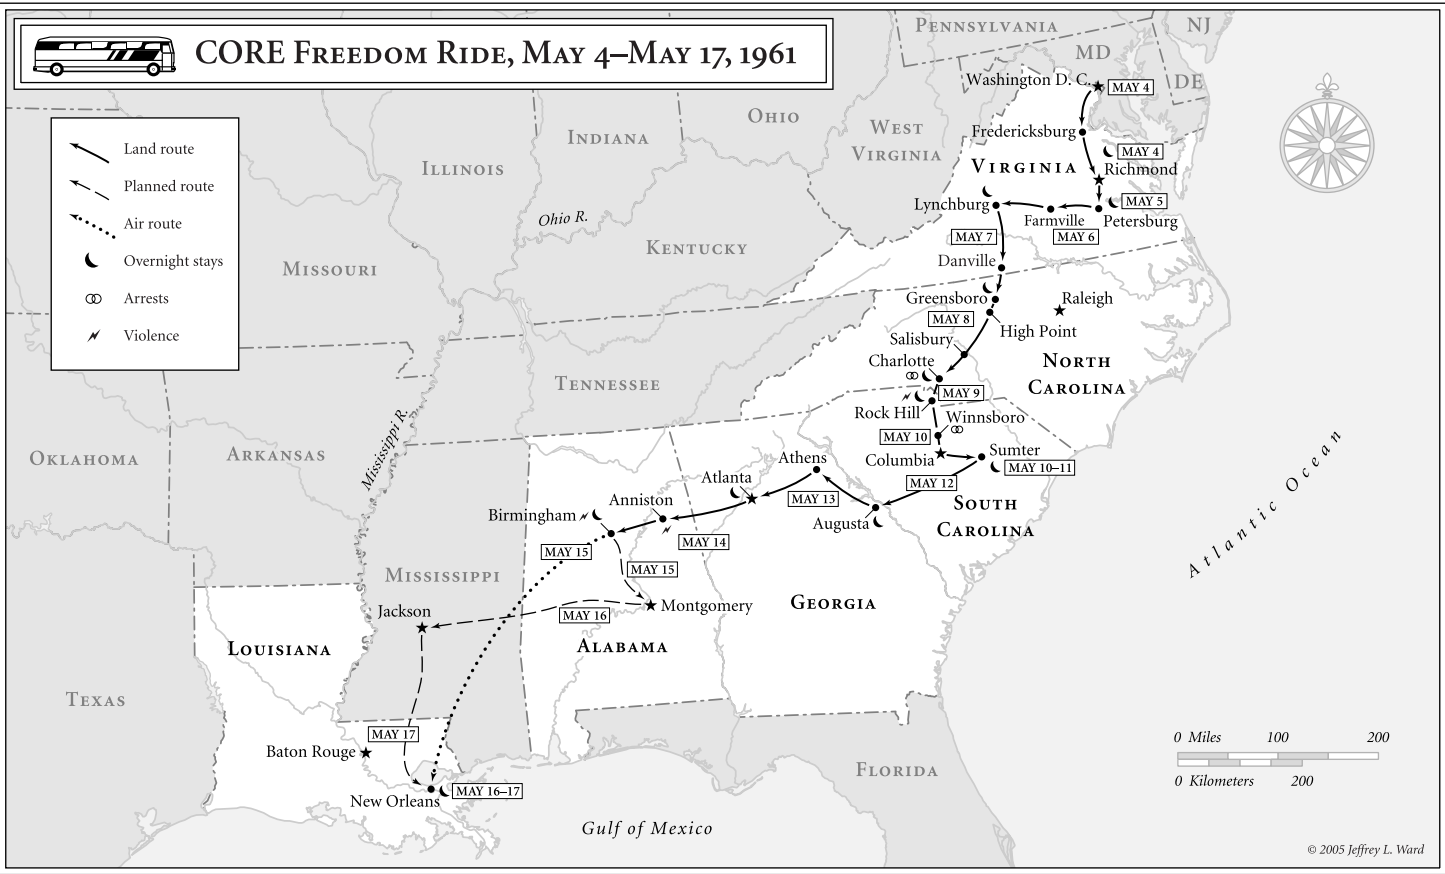 CORE FREEDOM RIDE, MAY 4–MAY 17, 1961
Land route
Planned route
Air route
Overnight stays
Arrests
Violence
PENNSYLVANIA
NJ
MD
DE
Washington D. C.
MAY 4
OHIO
INDIANA
ILLINOIS
WEST
VIRGINIA
Fredericksburg
MAY 4
Richmond
VIRGINIA
Lynchburg
Farmville
MAY 5
Petersburg
MAY 6
MAY 7
Ohio R.
KENTUCKY
MISSOURI
Danville
Greensboro
MAY 8
High Point
Raleigh
Salisbury
Charlotte
NORTH
CAROLINA
MAY 9
Rock Hill
Winnsboro
MAY 10
Columbia
Sumter
MAY 10–11
MAY 12
SOUTH
CAROLINA
TENNESSEE
Mississippi R.
OKLAHOMA
ARKANSAS
Athens
Atlanta
MAY 13
Augusta
Anniston
Birmingham
MAY 14
MAY 15
MAY 15
MISSISSIPPI
Jackson
MAY 16
Montgomery
GEORGIA
ALABAMA
LOUISIANA
TEXAS
MAY 17
Baton Rouge
New Orleans
MAY 16–17
FLORIDA
Gulf of Mexico
Atlantic Ocean
0 Miles 100 200
0 Kilometers 200
© 2005 Jeffrey L. Ward